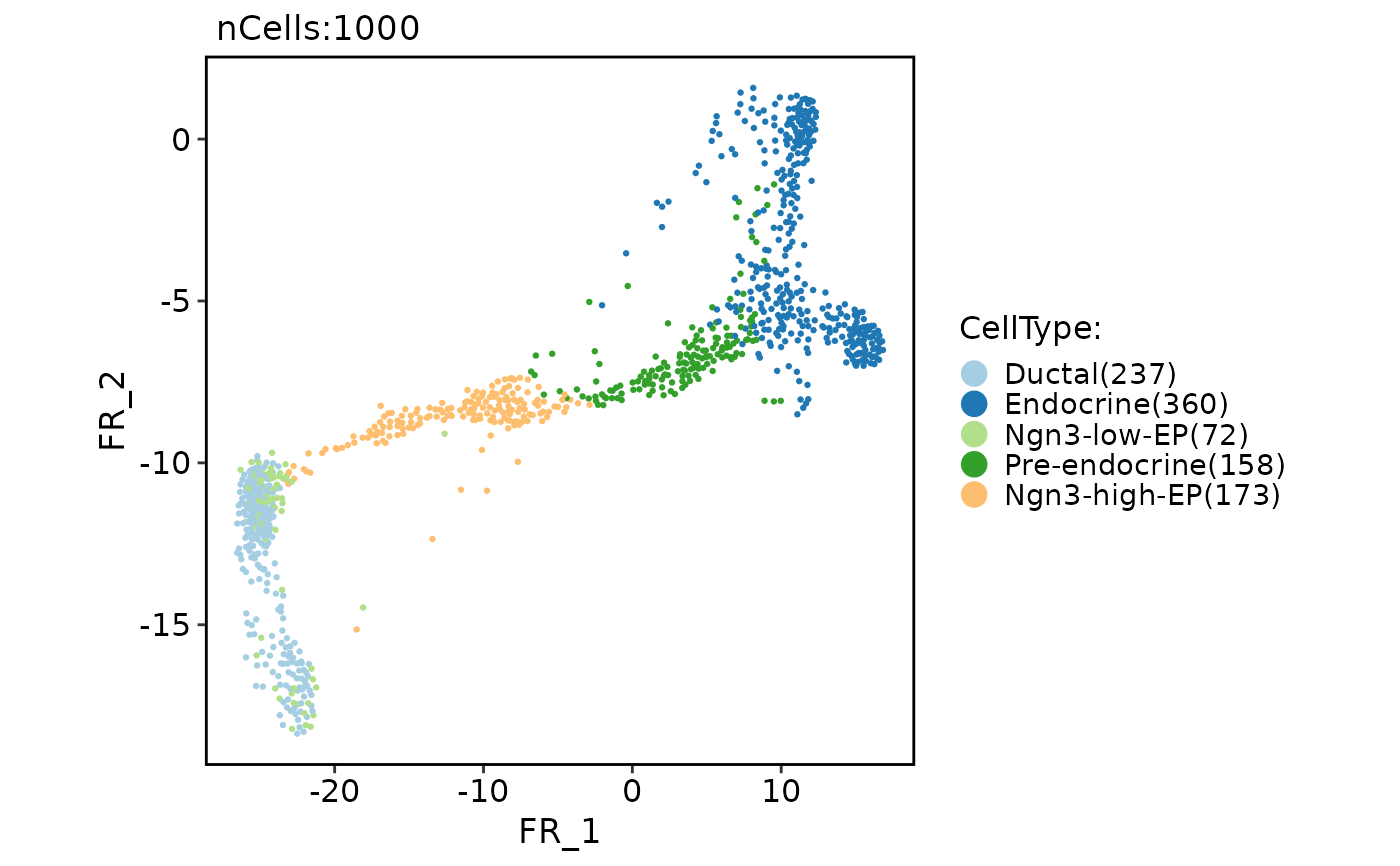 nCells:1000
FR_2
0
-5
-10
-15
-20
-10
0
10
FR_1
CellType:
Ductal(237)
Endocrine(360)
Ngn3-low-EP(72)
Pre-endocrine(158)
Ngn3-high-EP(173)